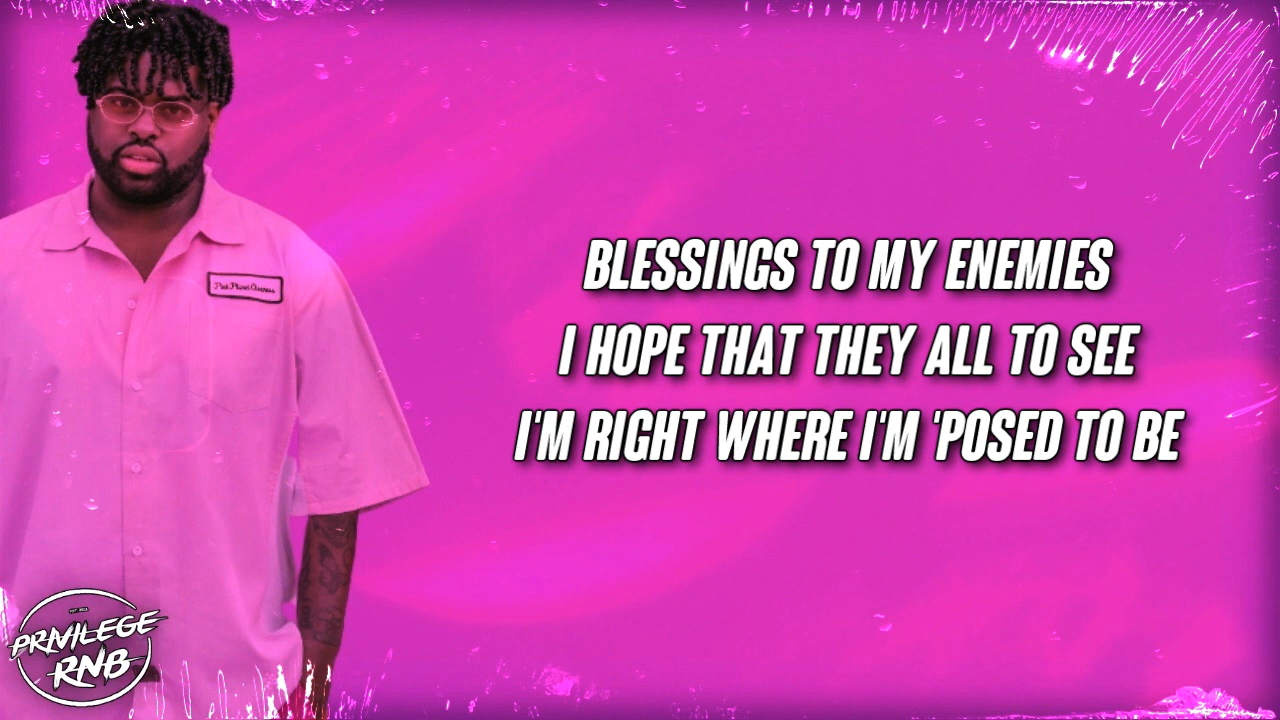 BLESSINGS TO MY ENEMIES
I HOPE THAT THEY ALL TO SEE
I'M RIGHT WHERE I'M 'POSED TO BE
PRIVILEGE
RNB